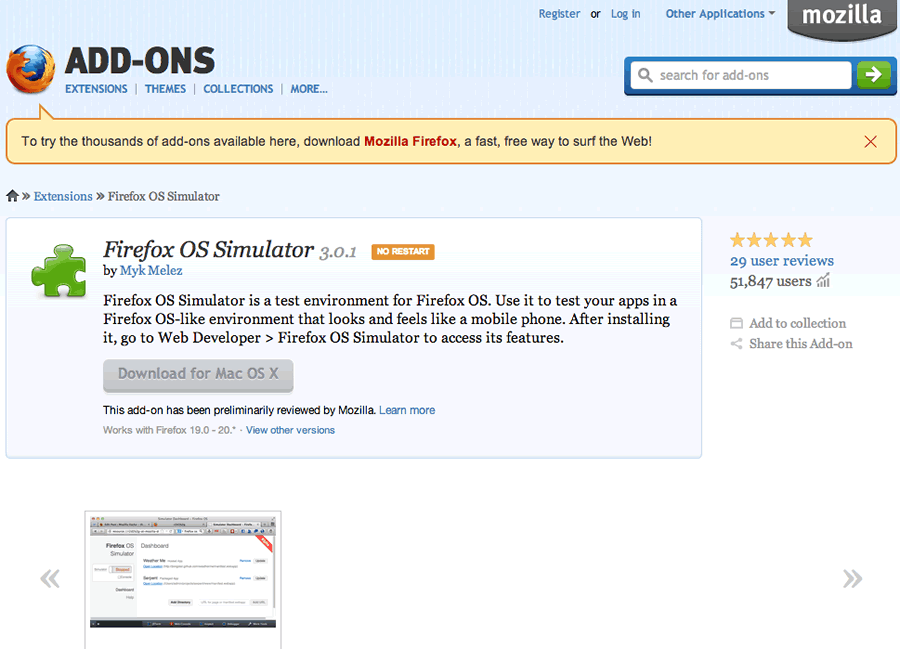 Register or Log in Other Applications
mozilla
ADD-ONS
EXTENSIONS | THEMES | COLLECTIONS | MORE...
search for add-ons
To try the thousands of add-ons available here, download Mozilla Firefox, a fast, free way to surf the Web!
» Extensions » Firefox OS Simulator
Firefox OS Simulator 3.0.1 NO RESTART
by Myk Melez
Firefox OS Simulator is a test environment for Firefox OS. Use it to test your apps in a
Firefox OS-like environment that looks and feels like a mobile phone. After installing
it, go to Web Developer > Firefox OS Simulator to access its features.
Download for Mac OS X
This add-on has been preliminarily reviewed by Mozilla. Learn more
Works with Firefox 19.0 - 20.* · View other versions
29 user reviews
51,847 users
Add to collection
Share this Add-on
« »
Firefox OS
Simulator
Dashboard
Dashboard
Help